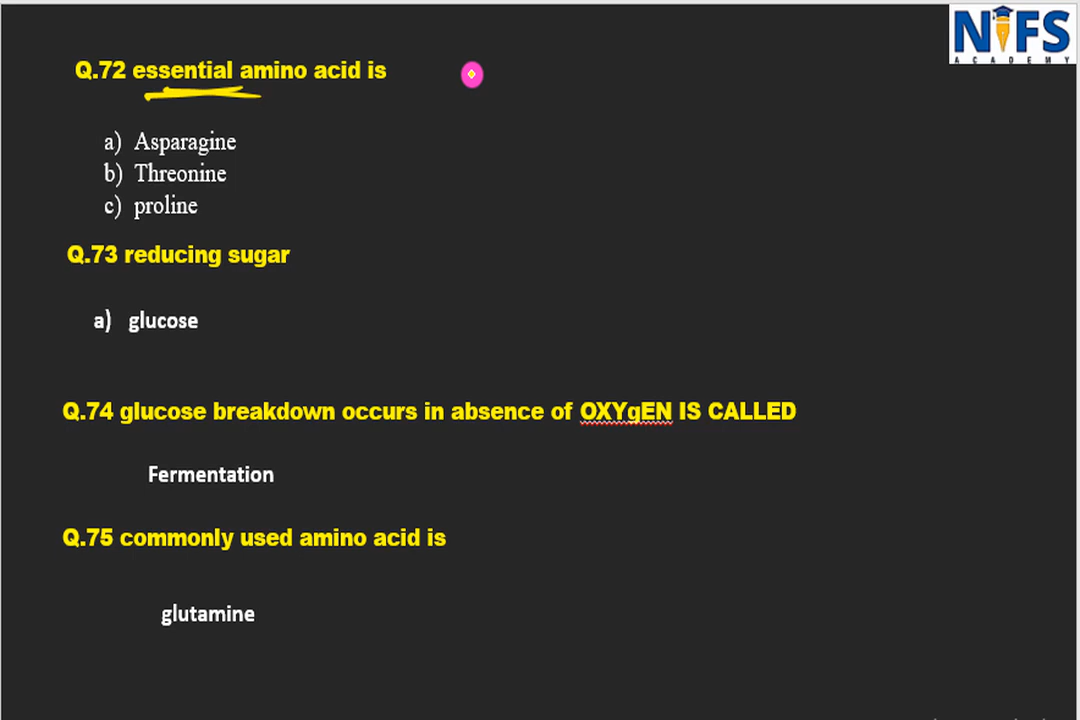 NiFS
ACADEMY
Q.72 essential amino acid is
a) Asparagine
b) Threonine
c) proline
Q.73 reducing sugar
a) glucose
Q.74 glucose breakdown occurs in absence of OXYgEN IS CALLED
Fermentation
Q.75 commonly used amino acid is
glutamine